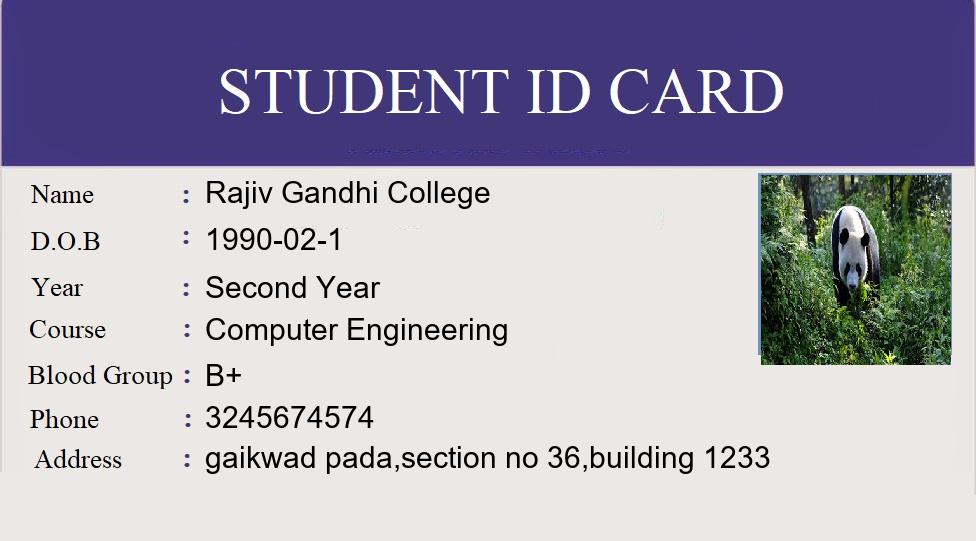 STUDENT ID CARD
Name : Rajiv Gandhi College
D.O.B : 1990-02-1
Year : Second Year
Course : Computer Engineering
Blood Group : B+
Phone : 3245674574
Address : gaikwad pada,section no 36,building 1233